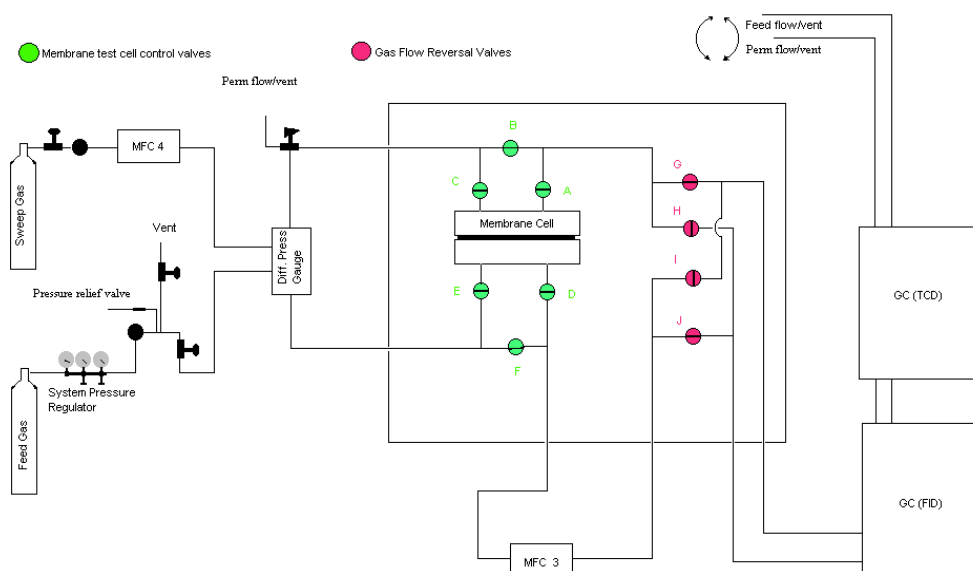 Feed flow/vent
Perm flow/vent
Membrane test cell control valves
Gas Flow Reversal Valves
Perm flow/vent
B
MFC 4
G
C
A
Sweep Gas
Membrane Cell
H
Vent
Diff. Press
Gauge
I
E
D
Pressure relief valve
GC (TCD)
J
F
System Pressure
Regulator
Feed Gas
GC (FID)
MFC 3